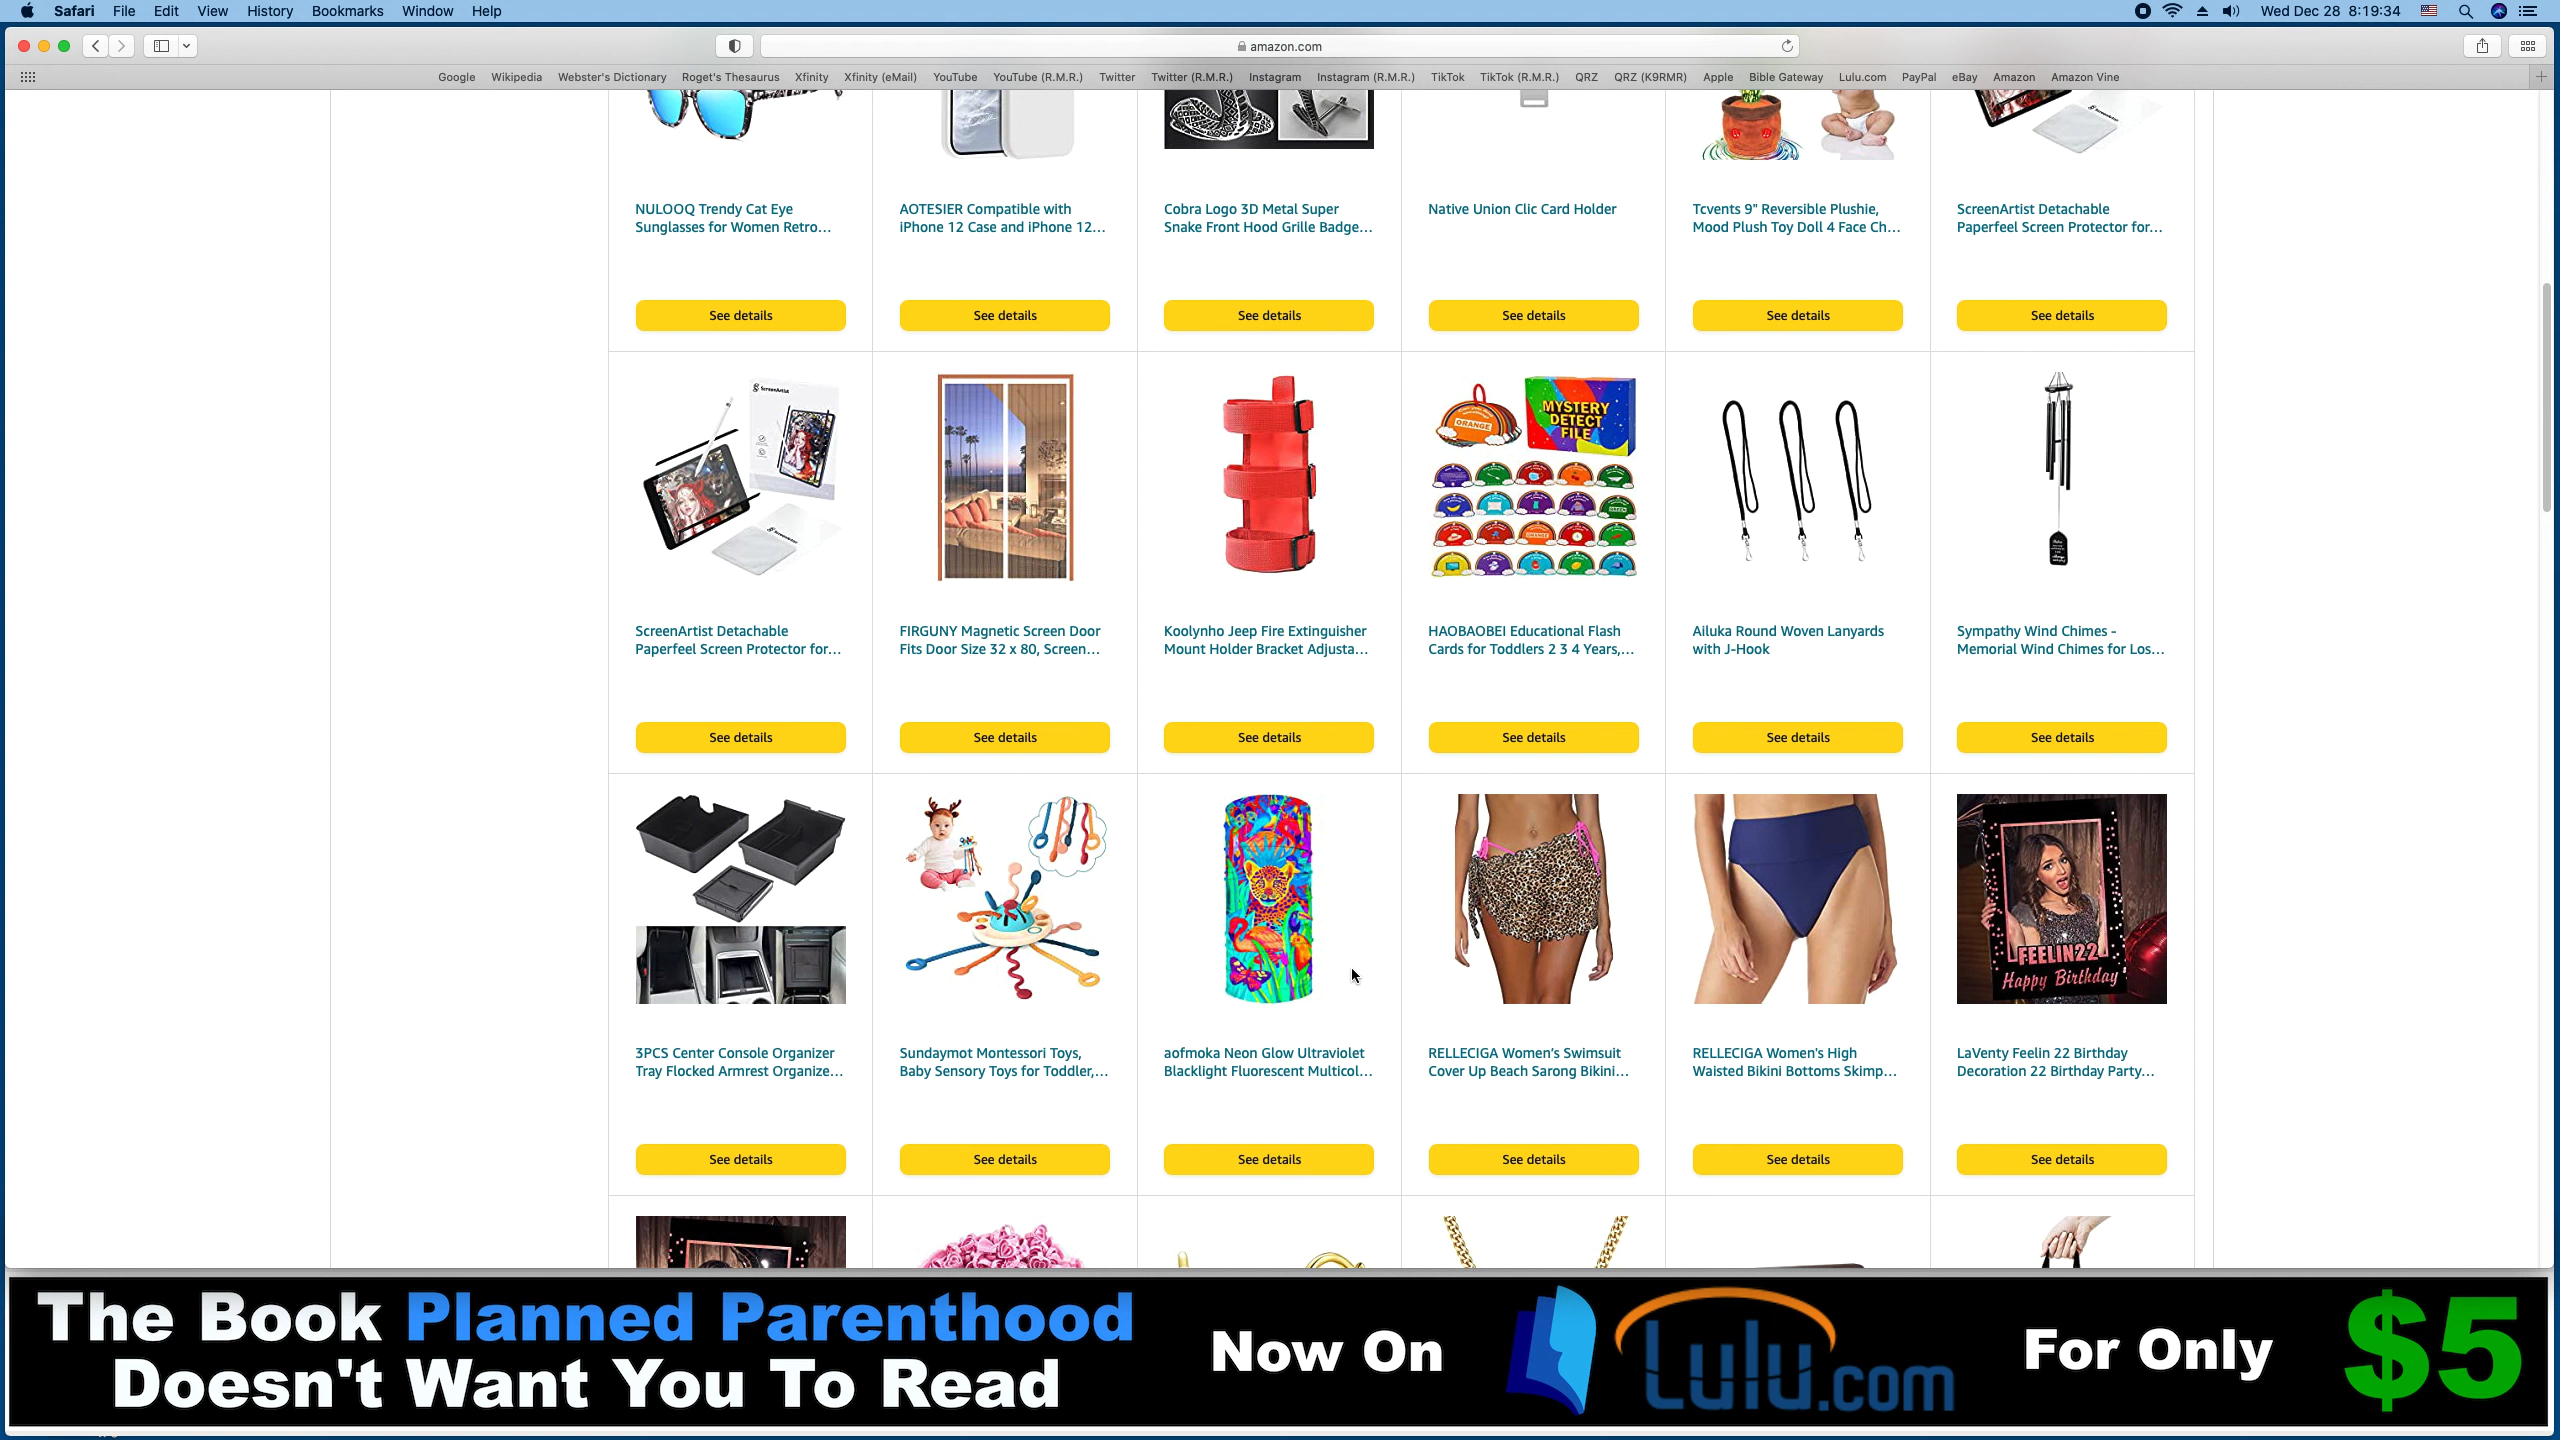 Safari File Edit View History Bookmarks Window Help
Wed Dec 28 8:19:34
amazon.com
Google Wikipedia Webster's Dictionary Roget's Thesaurus Xfinity Xfinity (eMail) YouTube YouTube (R.M.R.) Twitter Twitter (R.M.R.) Instagram Instagram (R.M.R.) TikTok TikTok (R.M.R.) QRZ QRZ (K9RMR) Apple Bible Gateway Lulu.com PayPal eBay Amazon Amazon Vine
NULOOQ Trendy Cat Eye
Sunglasses for Women Retro...
AOTESIER Compatible with
iPhone 12 Case and iPhone 12...
Cobra Logo 3D Metal Super
Snake Front Hood Grille Badge...
Native Union Clic Card Holder
Tcvents 9" Reversible Plushie,
Mood Plush Toy Doll 4 Face Ch...
ScreenArtist Detachable
Paperfeel Screen Protector for...
See details See details See details See details See details See details
ScreenArtist
MYSTERY
DETECT
FILE
ORANGE
ScreenArtist Detachable
Paperfeel Screen Protector for...
FIRGUNY Magnetic Screen Door
Fits Door Size 32 x 80, Screen...
Koolynho Jeep Fire Extinguisher
Mount Holder Bracket Adjusta...
HAOBAOBEI Educational Flash
Cards for Toddlers 2 3 4 Years,...
Ailuka Round Woven Lanyards
with J-Hook
Sympathy Wind Chimes -
Memorial Wind Chimes for Los...
See details See details See details See details See details See details
FEELIN22
Happy Birthday
3PCS Center Console Organizer
Tray Flocked Armrest Organize...
Sundaymot Montessori Toys,
Baby Sensory Toys for Toddler,...
aofmoka Neon Glow Ultraviolet
Blacklight Fluorescent Multicol...
RELLECIGA Women's Swimsuit
Cover Up Beach Sarong Bikini...
RELLECIGA Women's High
Waisted Bikini Bottoms Skimp...
LaVenty Feelin 22 Birthday
Decoration 22 Birthday Party...
See details See details See details See details See details See details
The Book Planned Parenthood
Doesn't Want You To Read
Now On
Lulu.com
For Only
$5